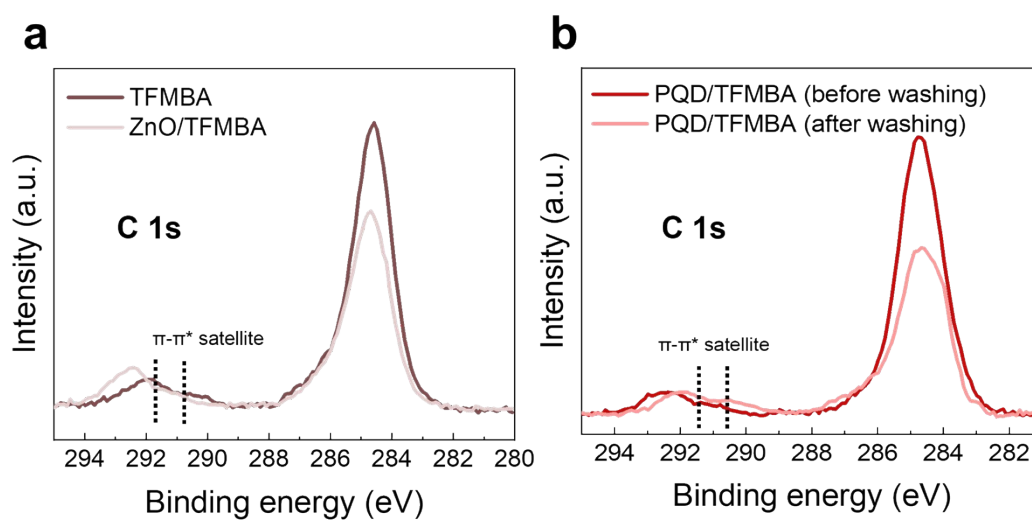 a
TFMBA
ZnO/TFMBA
C 1s
π-π* satellite
Intensity (a.u.)
294 292 290 288 286 284 282 280
Binding energy (eV)
b
PQD/TFMBA (before washing)
PQD/TFMBA (after washing)
C 1s
π-π* satellite
Intensity (a.u.)
294 292 290 288 286 284 282
Binding energy (eV)